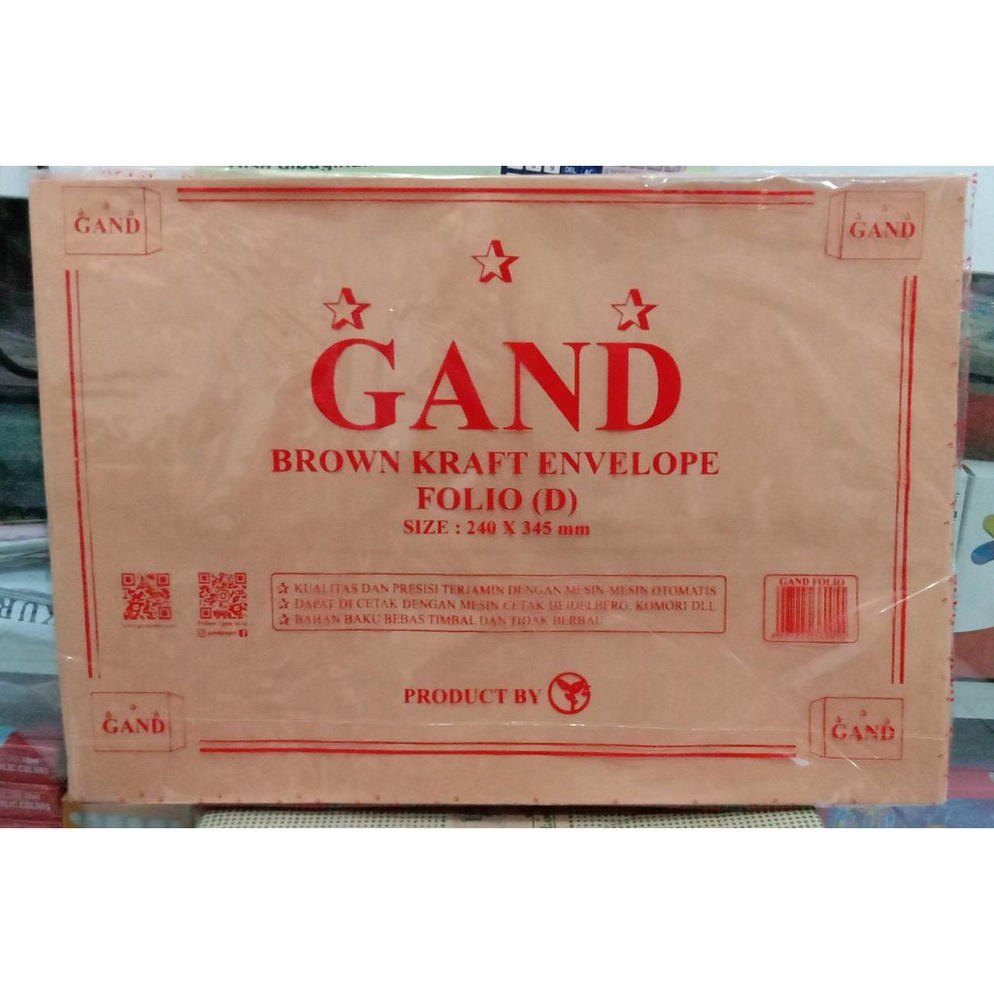 GAND
GAND
GAND
BROWN KRAFT ENVELOPE
FOLIO (D)
SIZE : 240 X 345 mm
KUALITAS DAN PRESISI TERJAMIN DENGAN MESIN-MESIN OTOMATIS
DAPAT DI CETAK DENGAN MESIN CETAK HEIDELBERG, KOMORI DLL
BAHAN BAKU BEBAS TIMBAL DAN TIDAK BERBAU
GAND FOLIO
PRODUCT BY
GAND
GAND